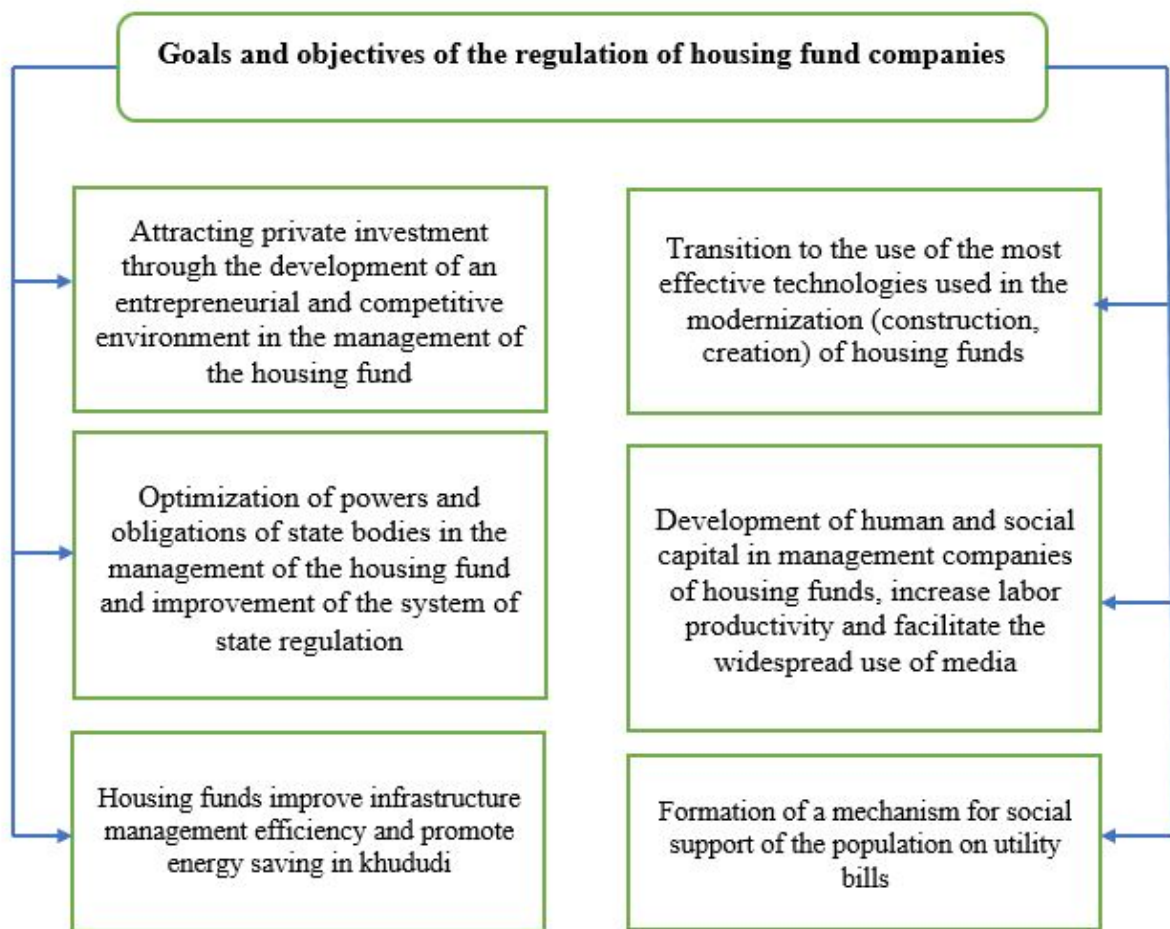 Goals and objectives of the regulation of housing fund companies
Attracting private investment
through the development of an
entrepreneurial and competitive
environment in the management of
the housing fund
Optimization of powers and
obligations of state bodies in the
management of the housing fund
and improvement of the system of
state regulation
Housing funds improve infrastructure
management efficiency and promote
energy saving in khududi
Transition to the use of the most
effective technologies used in the
modernization (construction,
creation) of housing funds
Development of human and social
capital in management companies
of housing funds, increase labor
productivity and facilitate the
widespread use of media
Formation of a mechanism for social
support of the population on utility
bills